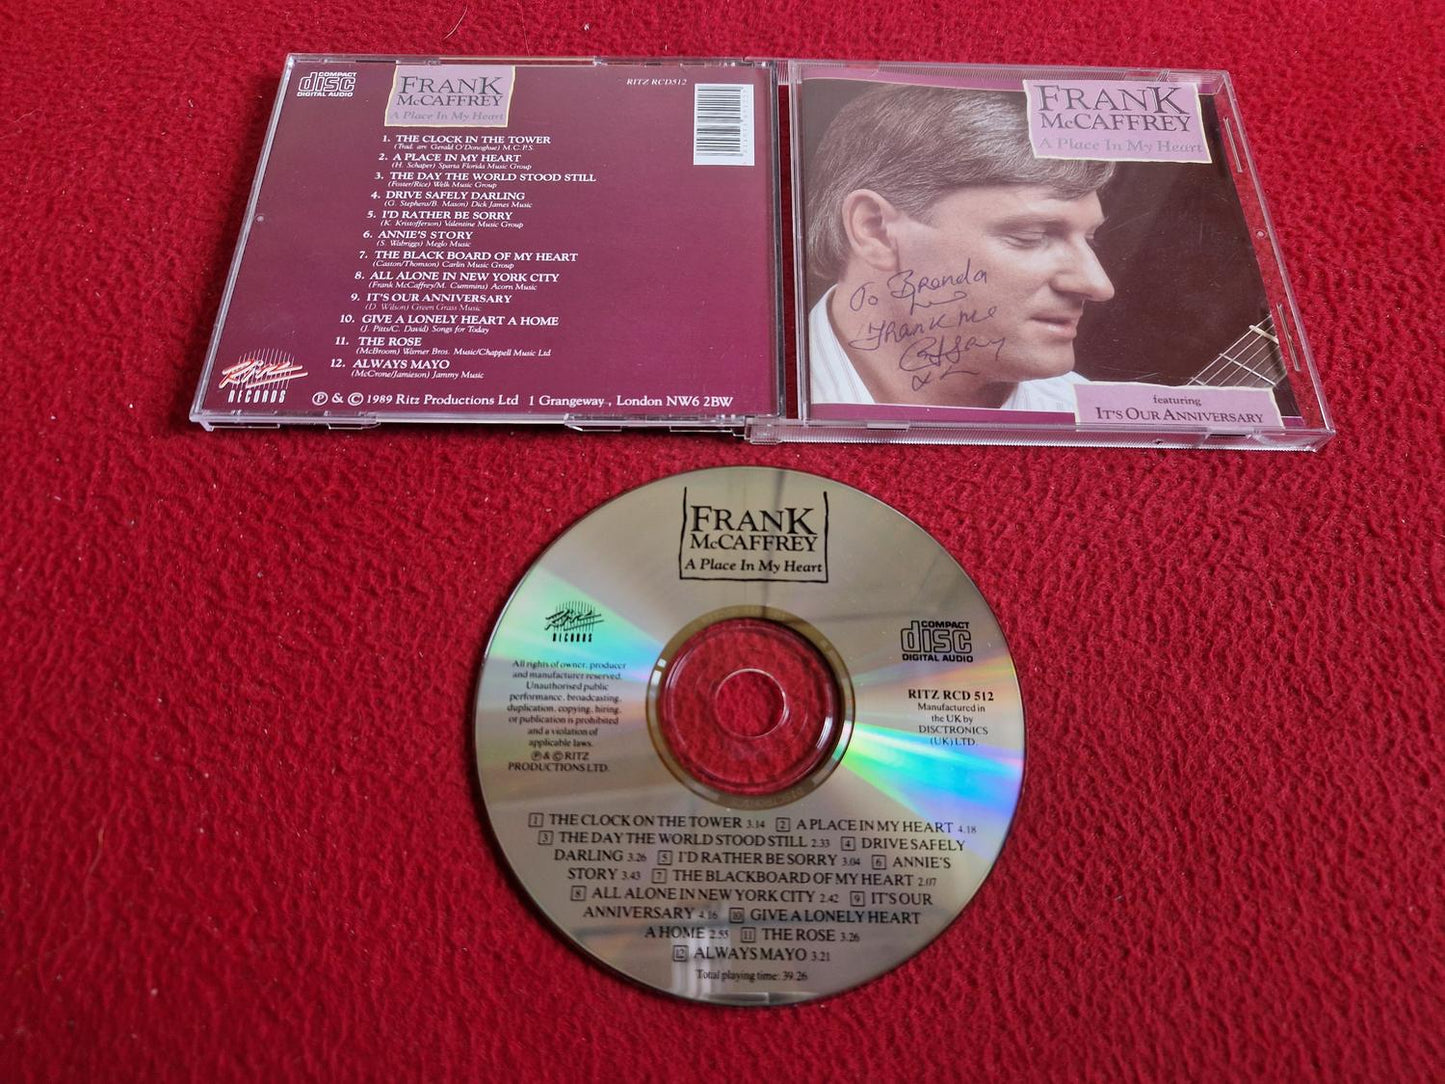 COMPACT
disc
DIGITAL AUDIO
FRANK
McCAFFREY
A Place In My Heart
RITZ RCD512
1. THE CLOCK IN THE TOWER
(Trad. arr. Gerald O'Donoghue) M.C.P.S.
2. A PLACE IN MY HEART
(H. Schaper) Sparta Florida Music Group
3. THE DAY THE WORLD STOOD STILL
(Foster/Rice) Welk Music Group
4. DRIVE SAFELY DARLING
(G. Stephens/B. Mason) Dick James Music
5. I'D RATHER BE SORRY
(K. Kristofferson) Valentine Music Group
6. ANNIE'S STORY
(S. Wabriggs) Meglo Music
7. THE BLACK BOARD OF MY HEART
(Caston/Thomson) Carlin Music Group
8. ALL ALONE IN NEW YORK CITY
(Frank McCaffrey/M. Cummins) Acorn Music
9. IT'S OUR ANNIVERSARY
(D. Wilson) Green Grass Music
10. GIVE A LONELY HEART A HOME
(J. Pitts/C. David) Songs for Today
11. THE ROSE
(McBroom) Warner Bros. Music/Chappell Music Ltd
12. ALWAYS MAYO
(McCrone/Jamieson) Jammy Music
Ritz
RECORDS
℗ & © 1989 Ritz Productions Ltd 1 Grangeway, London NW6 2BW
FRANK
McCAFFREY
A Place In My Heart
To Brenda
Frank Mc
Caffrey
featuring
IT'S OUR ANNIVERSARY
FRANK
McCAFFREY
A Place In My Heart
Ritz
RECORDS
All rights of owner, producer
and manufacturer reserved.
Unauthorised public
performance, broadcasting,
duplication, copying, hiring,
or publication is prohibited
and a violation of
applicable laws.
℗ & © RITZ
PRODUCTIONS LTD.
COMPACT
disc
DIGITAL AUDIO
RITZ RCD 512
Manufactured in
the UK by
DISCTRONICS
(UK) LTD.
1 THE CLOCK ON THE TOWER 3.14 2 A PLACE IN MY HEART 4.18
3 THE DAY THE WORLD STOOD STILL 2.33 4 DRIVE SAFELY
DARLING 3.26 5 I'D RATHER BE SORRY 3.04 6 ANNIE'S
STORY 3.43 7 THE BLACKBOARD OF MY HEART 2.07
8 ALL ALONE IN NEW YORK CITY 2.42 9 IT'S OUR
ANNIVERSARY 4.16 10 GIVE A LONELY HEART
A HOME 2.55 11 THE ROSE 3.26
12 ALWAYS MAYO 3.21
Total playing time: 39.26